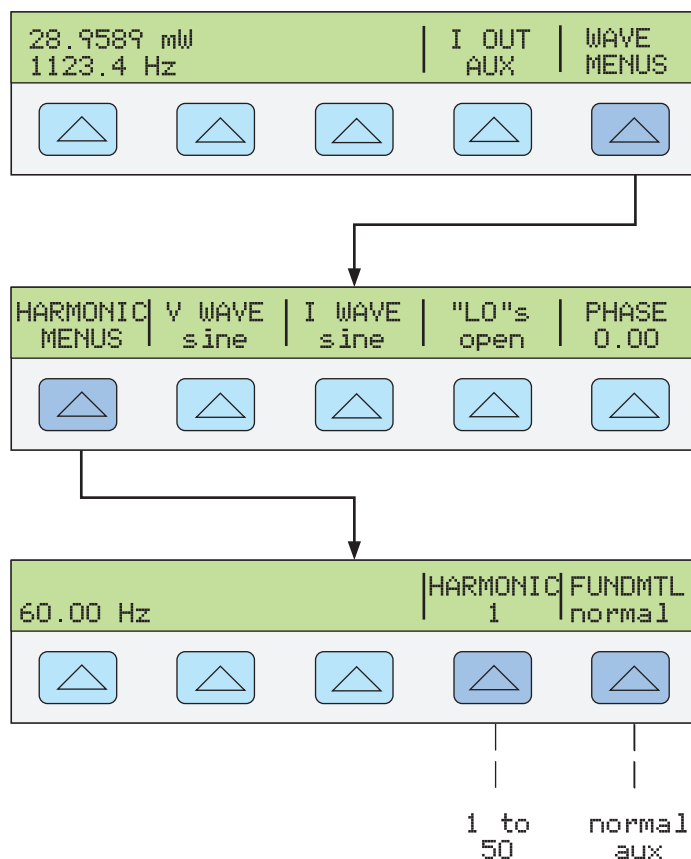 28.9589 mW | I OUT | WAVE
1123.4 Hz | AUX | MENUS
HARMONIC | V WAVE | I WAVE | "LO"s | PHASE
MENUS | sine | sine | open | 0.00
HARMONIC | FUNDMTL
60.00 Hz | 1 | normal
1 to normal
50 aux